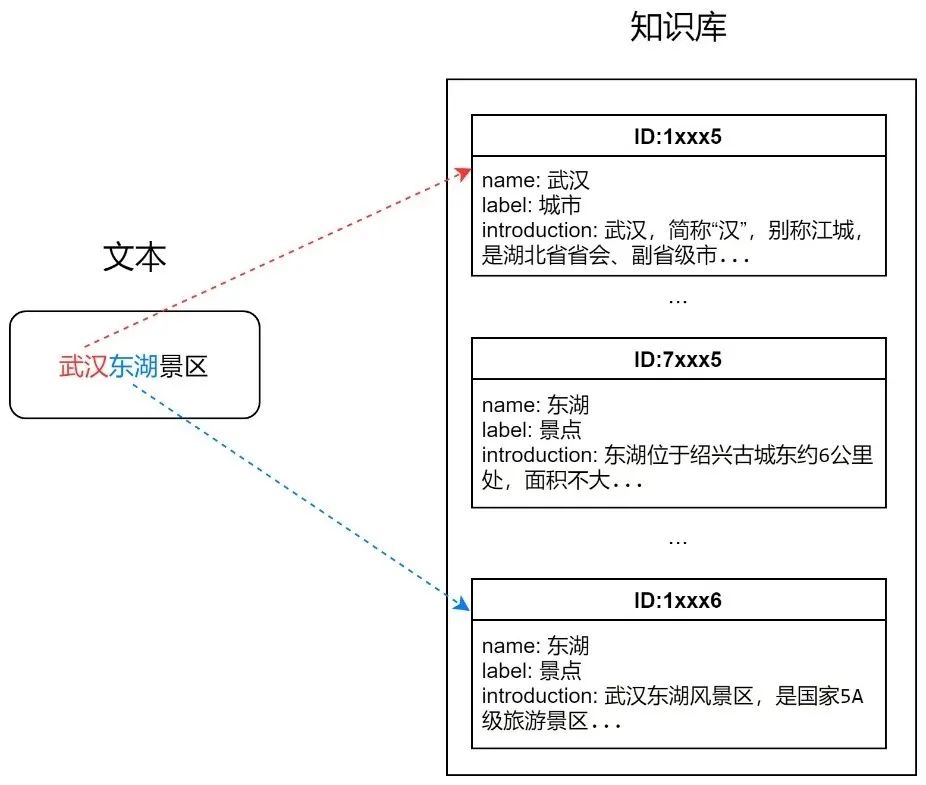 知识库
ID:1xxx5
name: 武汉
label: 城市
introduction: 武汉，简称“汉”，别称江城，
是湖北省省会、副省级市...
...
文本
武汉东湖景区
ID:7xxx5
name: 东湖
label: 景点
introduction: 东湖位于绍兴古城东约6公里
处，面积不大...
...
ID:1xxx6
name: 东湖
label: 景点
introduction: 武汉东湖风景区，是国家5A
级旅游景区...